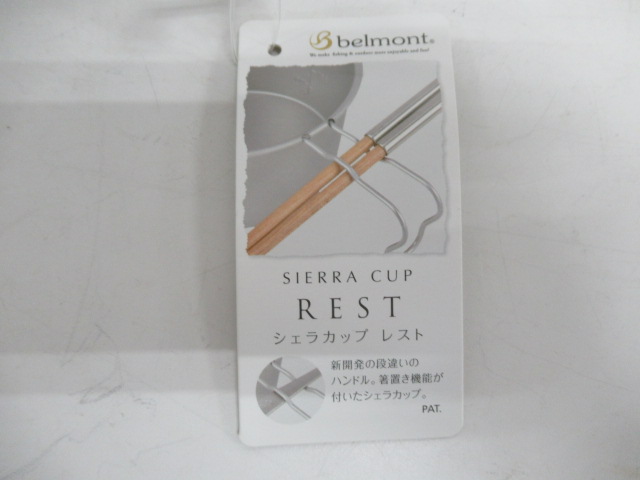 belmont®
We make fishing & outdoor more enjoyable and feel
SIERRA CUP
REST
シェラカップ レスト
新開発の段違いの
ハンドル。箸置き機能が
付いたシェラカップ。
PAT.